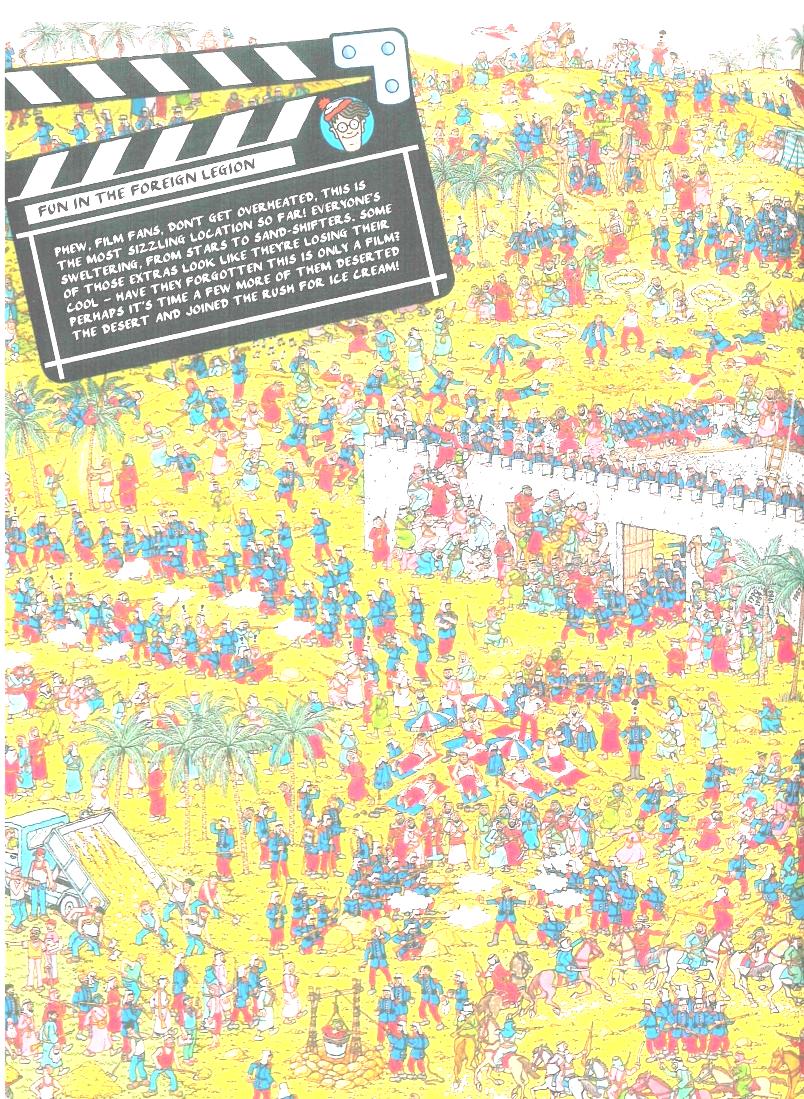 FUN IN THE FOREIGN LEGION
PHEW, FILM FANS, DON'T GET OVERHEATED, THIS IS
THE MOST SIZZLING LOCATION SO FAR! EVERYONE'S
SWELTERING, FROM STARS TO SAND-SHIFTERS. SOME
OF THOSE EXTRAS LOOK LIKE THEY'RE LOSING THEIR
COOL – HAVE THEY FORGOTTEN THIS IS ONLY A FILM?
PERHAPS IT'S TIME A FEW MORE OF THEM DESERTED
THE DESERT AND JOINED THE RUSH FOR ICE CREAM!